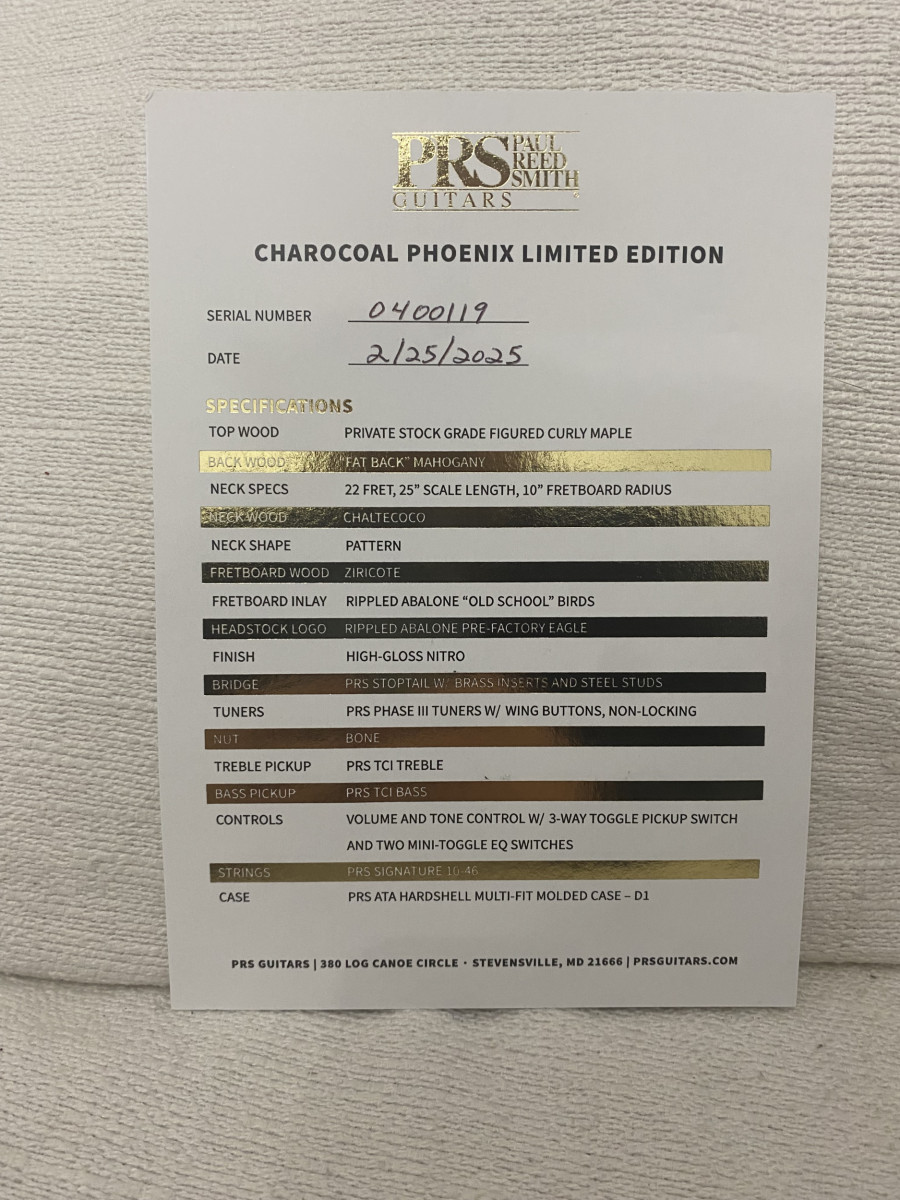 PRS PAUL REED SMITH
GUITARS
CHAROCOAL PHOENIX LIMITED EDITION
SERIAL NUMBER 0400119
DATE 2/25/2025
SPECIFICATIONS
TOP WOOD PRIVATE STOCK GRADE FIGURED CURLY MAPLE
BACK WOOD "FAT BACK” MAHOGANY
NECK SPECS 22 FRET, 25” SCALE LENGTH, 10” FRETBOARD RADIUS
NECK WOOD CHALTECOCO
NECK SHAPE PATTERN
FRETBOARD WOOD ZIRICOTE
FRETBOARD INLAY RIPPLED ABALONE “OLD SCHOOL” BIRDS
HEADSTOCK LOGO RIPPLED ABALONE PRE-FACTORY EAGLE
FINISH HIGH-GLOSS NITRO
BRIDGE PRS STOPTAIL W/ BRASS INSERTS AND STEEL STUDS
TUNERS PRS PHASE III TUNERS W/ WING BUTTONS, NON-LOCKING
NUT BONE
TREBLE PICKUP PRS TCI TREBLE
BASS PICKUP PRS TCI BASS
CONTROLS VOLUME AND TONE CONTROL W/ 3-WAY TOGGLE PICKUP SWITCH
AND TWO MINI-TOGGLE EQ SWITCHES
STRINGS PRS SIGNATURE 10-46
CASE PRS ATA HARDSHELL MULTI-FIT MOLDED CASE – D1
PRS GUITARS | 380 LOG CANOE CIRCLE · STEVENSVILLE, MD 21666 | PRSGUITARS.COM